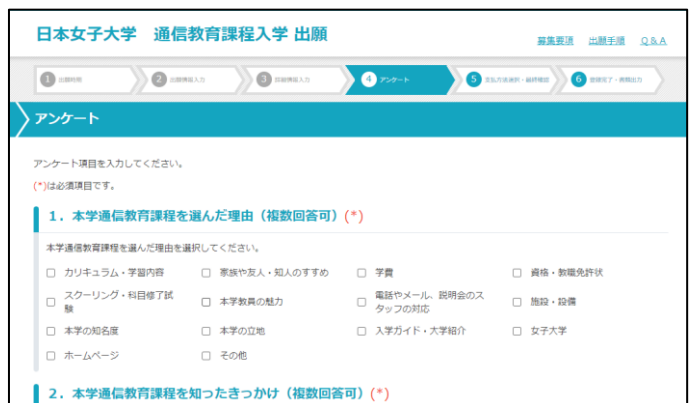 日本女子大学 通信教育課程入学 出願
募集要項 出願手順 Q&A
1 2 3 4 アンケート 5 支払方法選択・最終確認 6
アンケート
アンケート項目を入力してください。
(*)は必須項目です。
1. 本学通信教育課程を選んだ理由(複数回答可)(*)
本学通信教育課程を選んだ理由を選択してください。
カリキュラム・学習内容 家族や友人・知人のすすめ 学費 資格・教職免許状
スクーリング・科目修了試験 本学教員の魅力 電話やメール、説明会のスタッフの対応 施設・設備
本学の知名度 本学の立地 入学ガイド・大学紹介 女子大学
ホームページ その他
2. 本学通信教育課程を知ったきっかけ(複数回答可)(*)